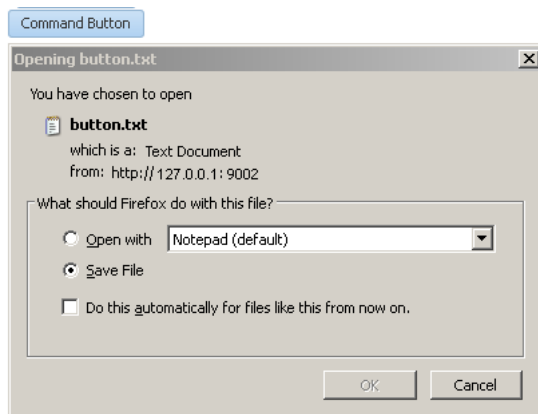 Command Button
Opening button.txt
You have chosen to open
button.txt
which is a: Text Document
from: http://127.0.0.1:9002
What should Firefox do with this file?
Open with Notepad (default)
Save File
Do this automatically for files like this from now on.
OK Cancel